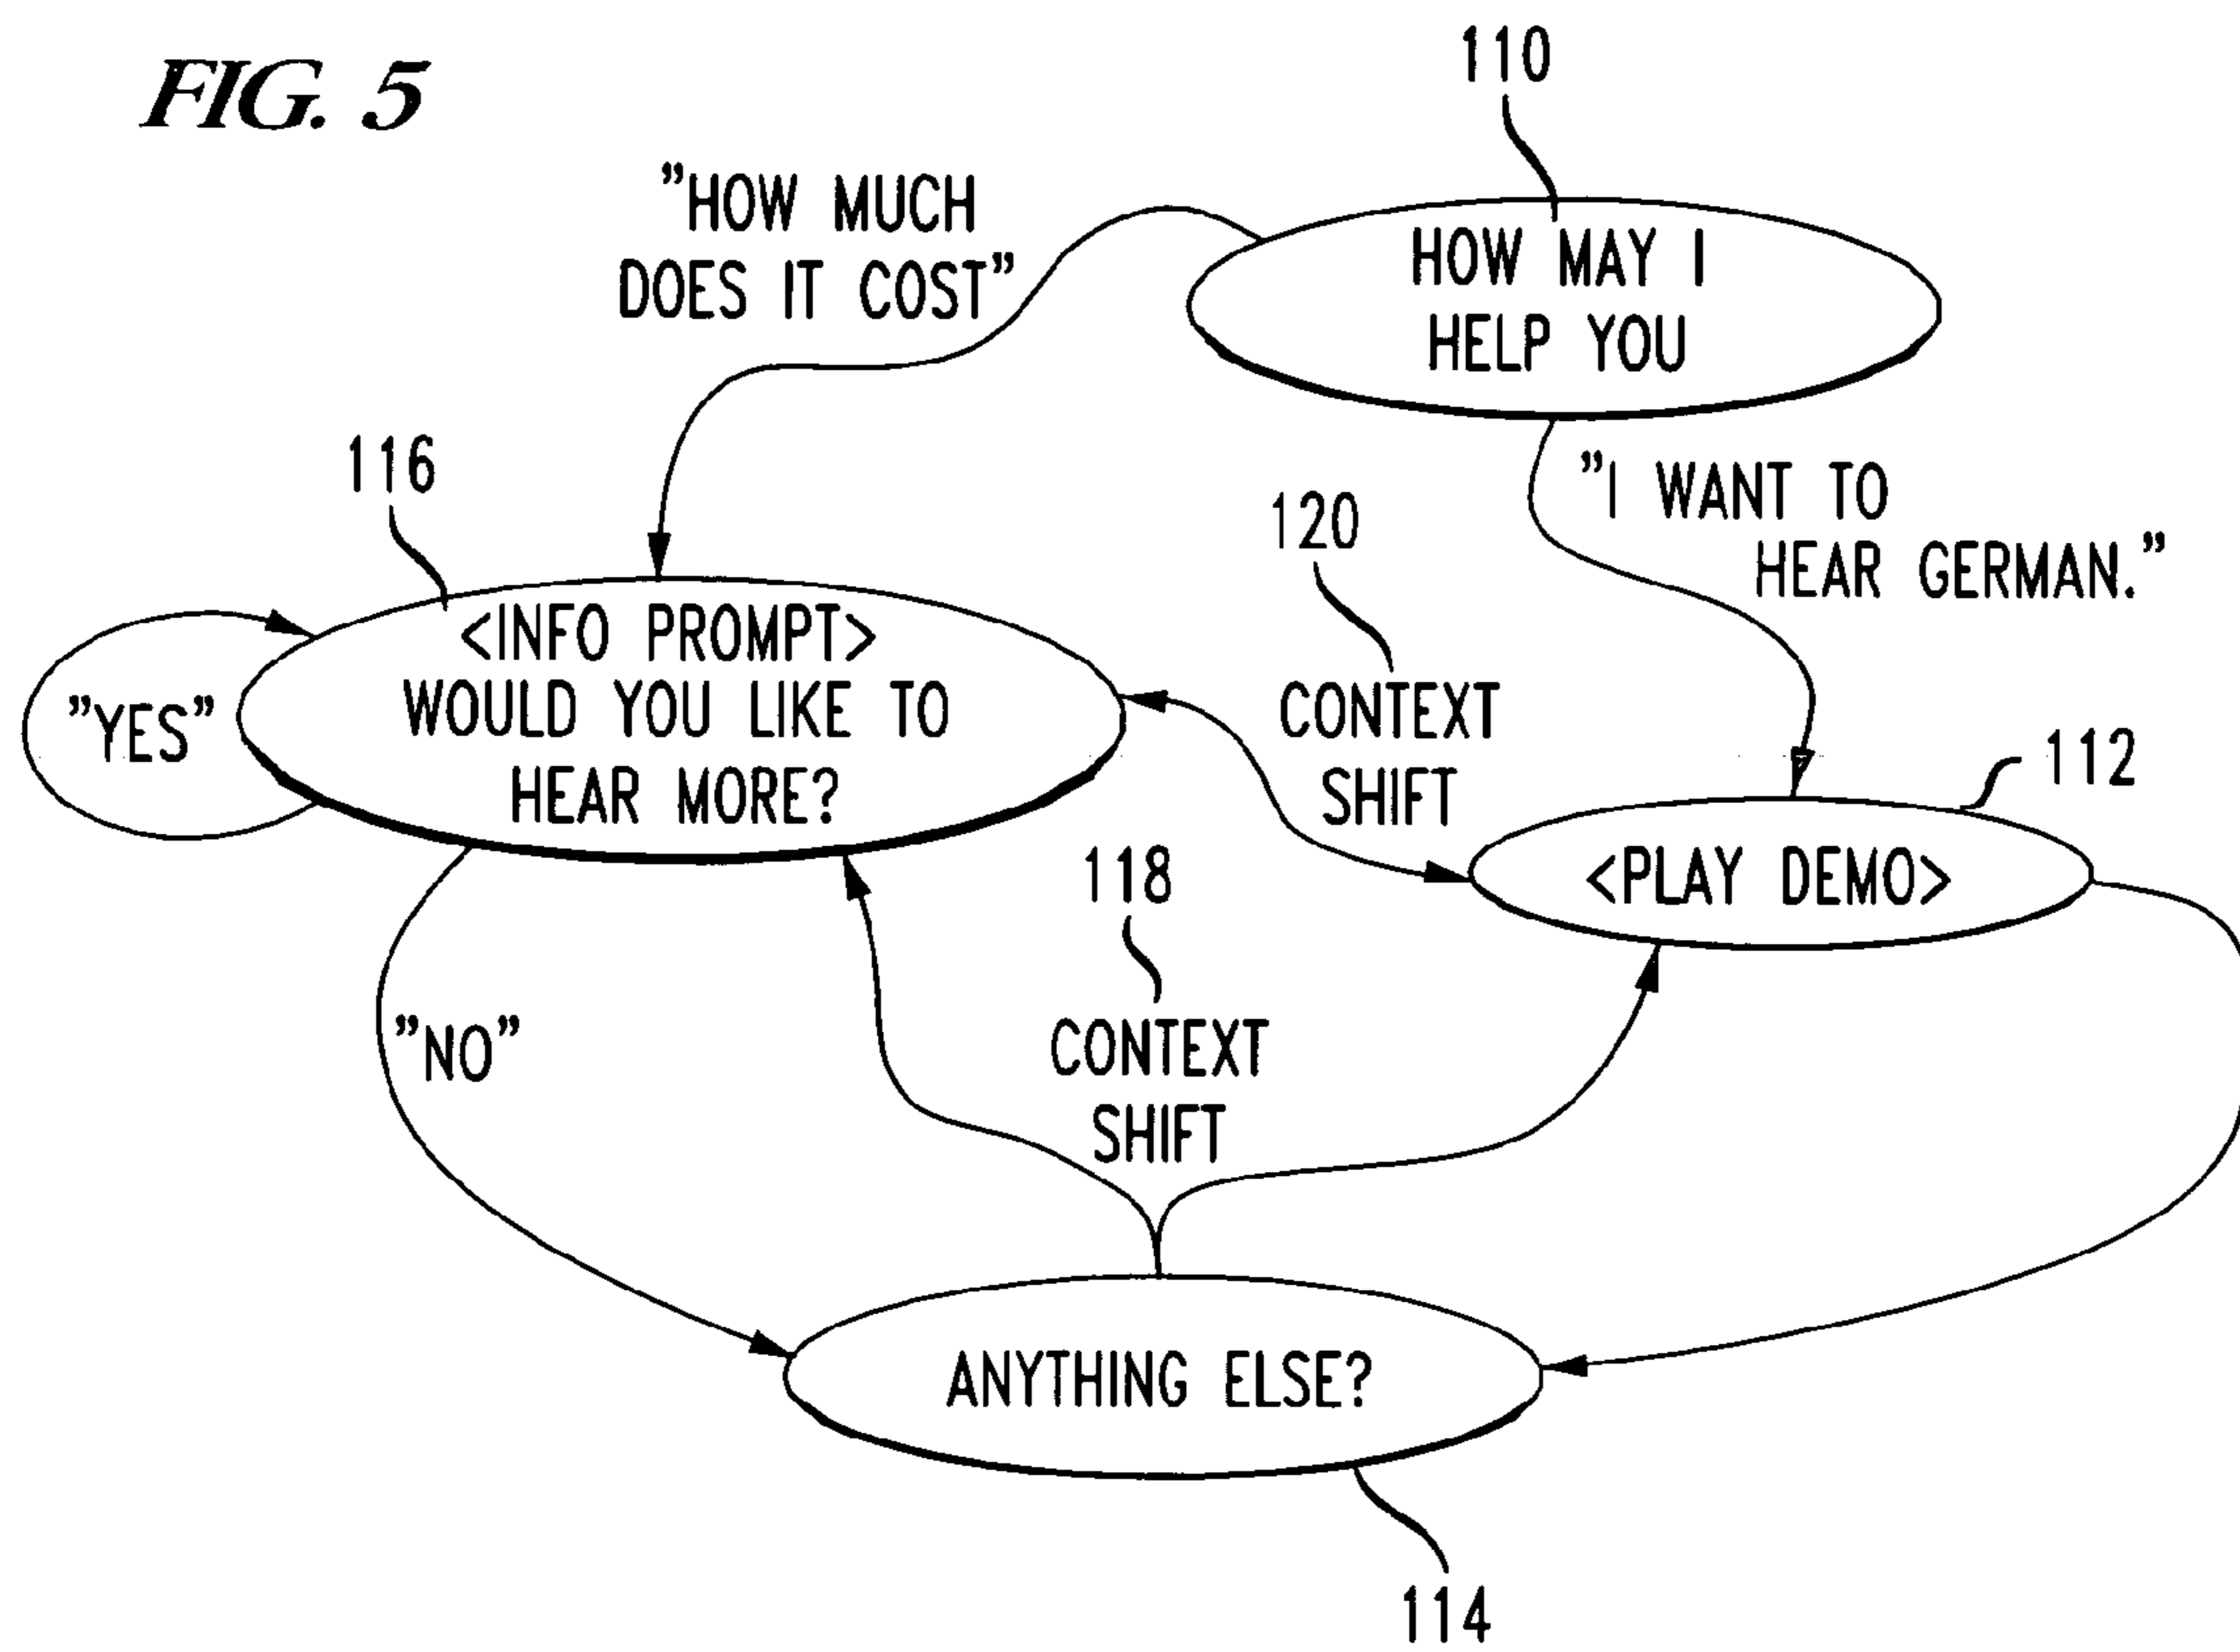 FIG. 5
110
"HOW MUCH
DOES IT COST"
HOW MAY I
HELP YOU
116
"I WANT TO
HEAR GERMAN."
120
<INFO PROMPT>
WOULD YOU LIKE TO
HEAR MORE?
"YES"
CONTEXT
SHIFT
112
<PLAY DEMO>
118
"NO"
CONTEXT
SHIFT
ANYTHING ELSE?
114